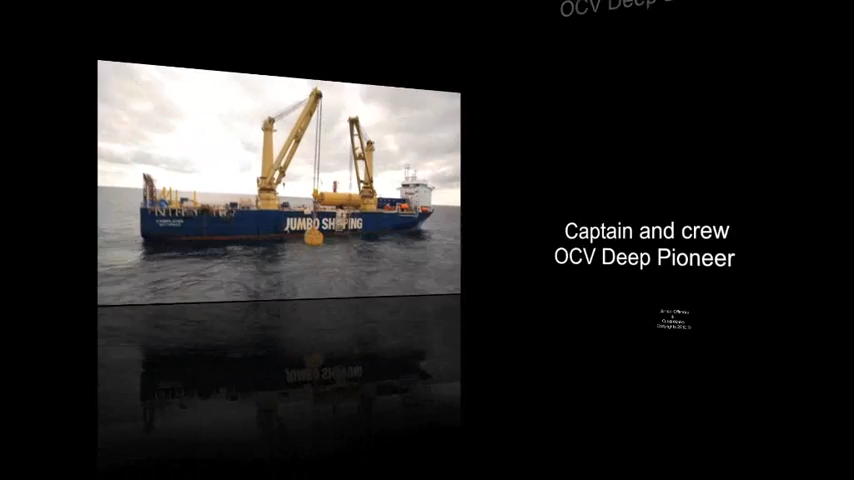 OCV Deep
JUMBO SHIPPING
Captain and crew
OCV Deep Pioneer
&